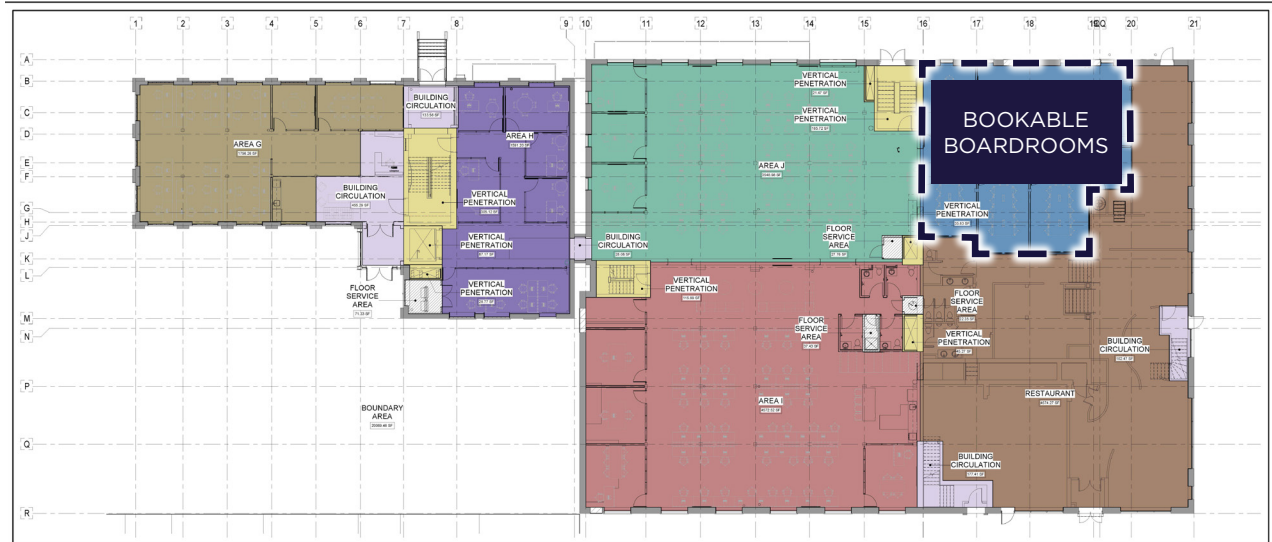 1 2 3 4 5 6 7 8 9 10 11 12 13 14 15 16 17 18 19 20 21
A
B
C
D
E
F
G
H
J
K
L
M
N
P
Q
R
AREA G
BUILDING
CIRCULATION
BUILDING
CIRCULATION
AREA H
VERTICAL
PENETRATION
VERTICAL
PENETRATION
VERTICAL
PENETRATION
FLOOR
SERVICE
AREA
BUILDING
CIRCULATION
VERTICAL
PENETRATION
VERTICAL
PENETRATION
AREA J
FLOOR
SERVICE
AREA
VERTICAL
PENETRATION
FLOOR
SERVICE
AREA
AREA I
BOOKABLE
BOARDROOMS
VERTICAL
PENETRATION
FLOOR
SERVICE
AREA
VERTICAL
PENETRATION
BUILDING
CIRCULATION
RESTAURANT
BUILDING
CIRCULATION
BOUNDARY
AREA